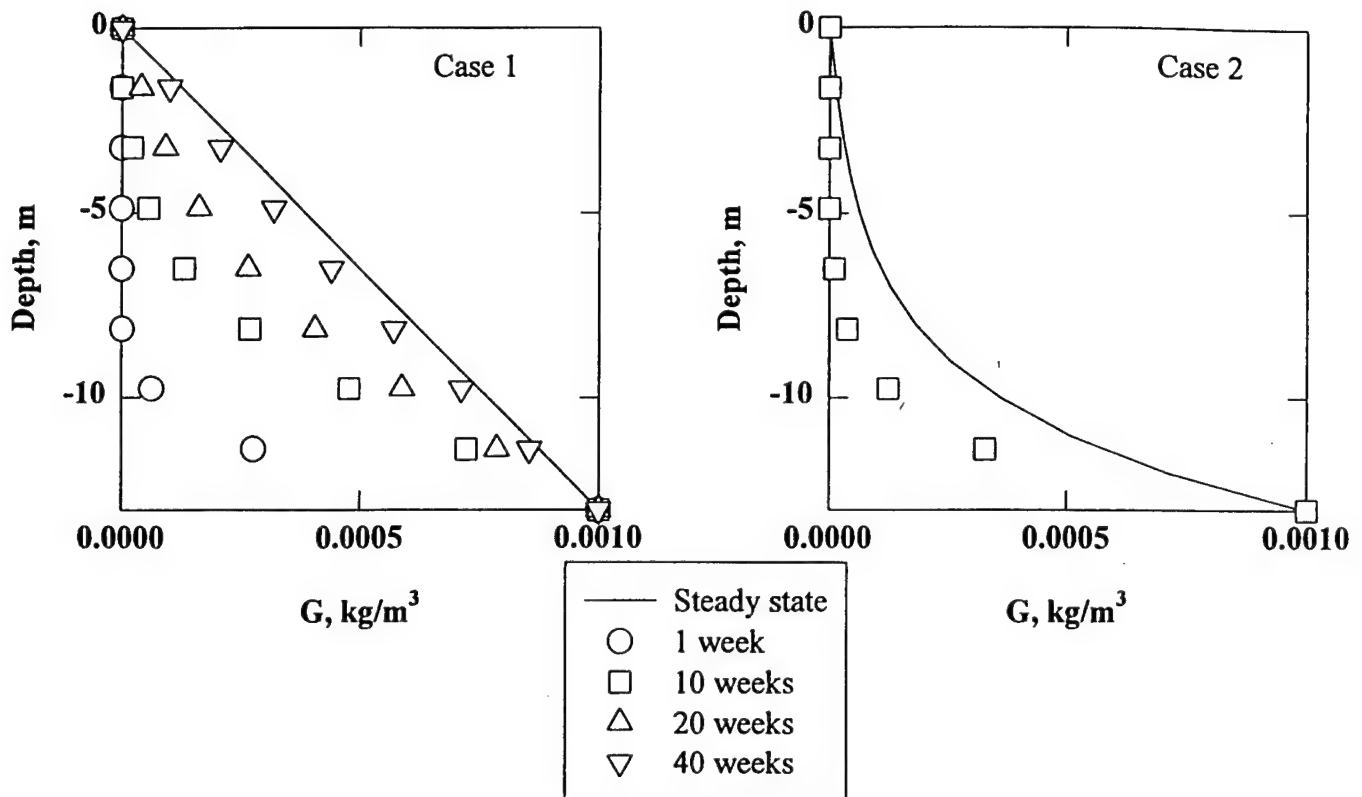 Case 1
Depth, m
0
-5
-10
0.0000 0.0005 0.0010
G, kg/m³
Case 2
Depth, m
0
-5
-10
0.0000 0.0005 0.0010
G, kg/m³
Steady state
1 week
10 weeks
20 weeks
40 weeks